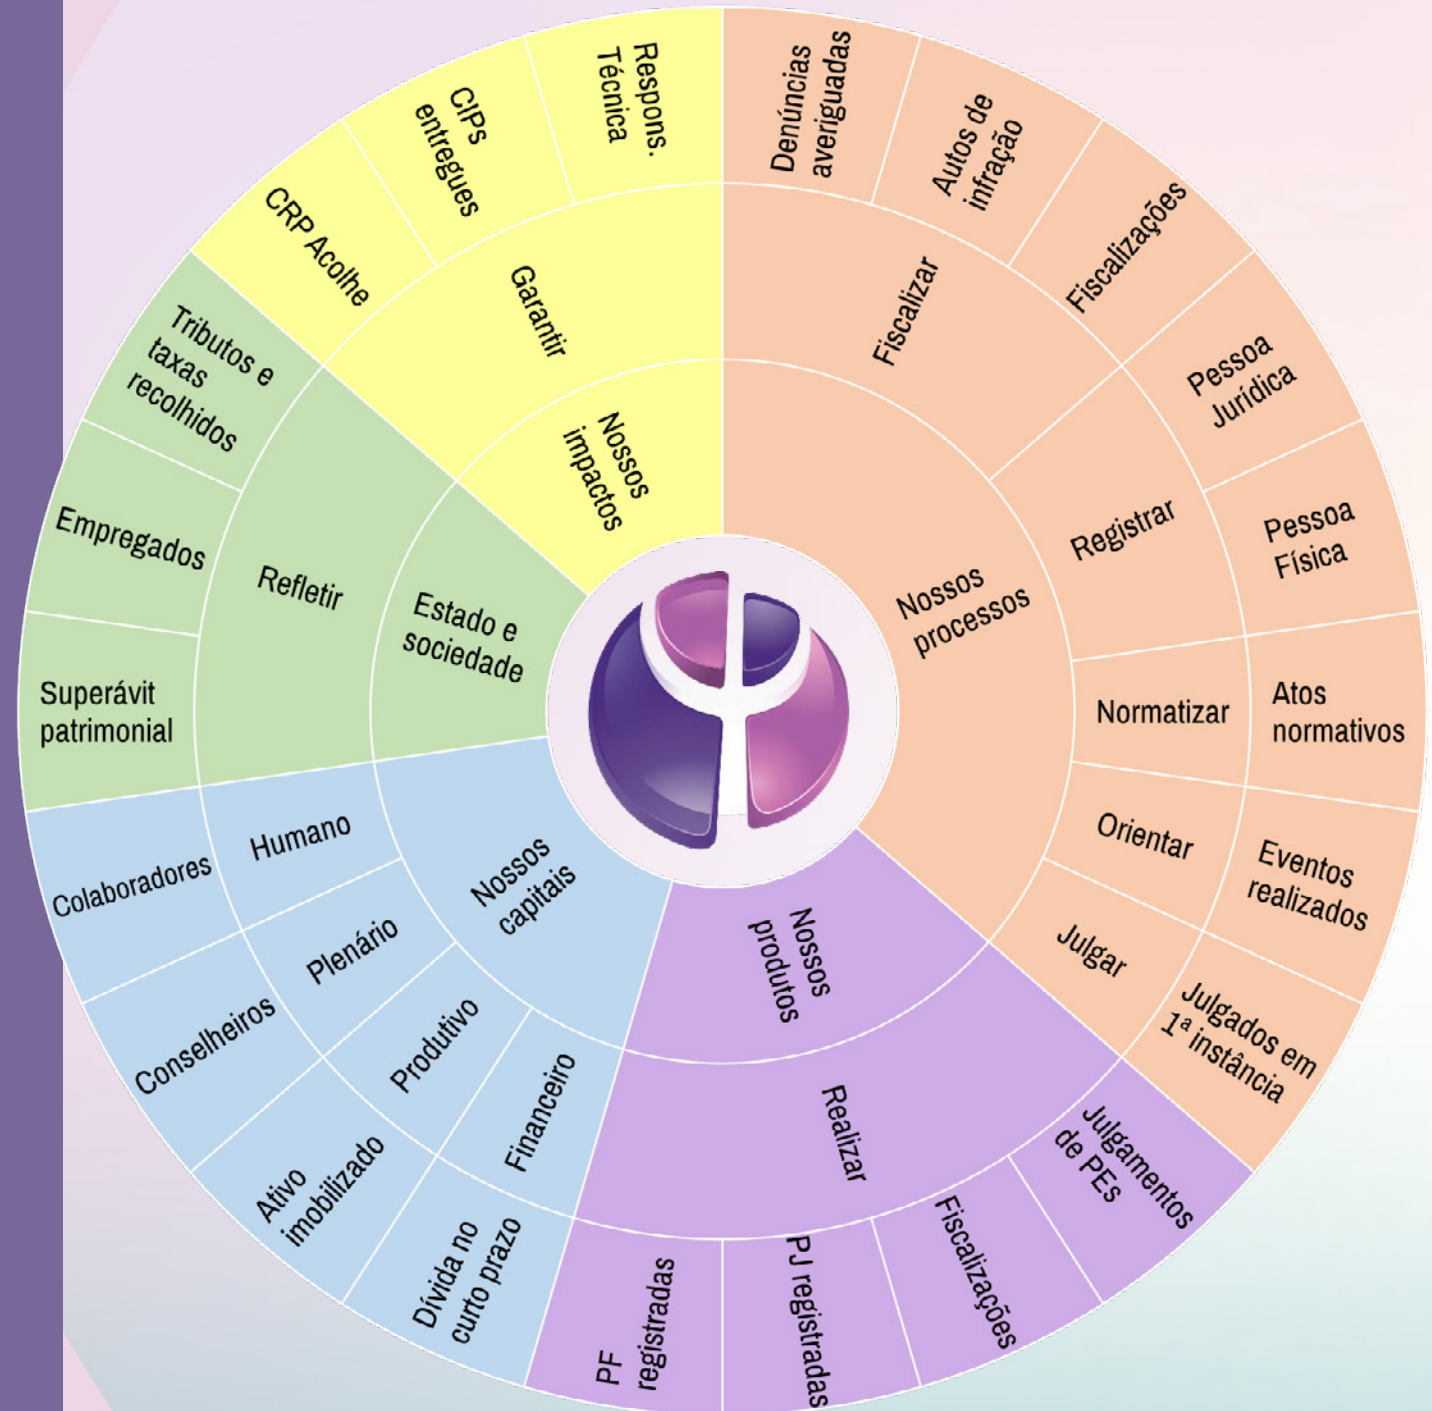 Nossos
processos
Fiscalizar
Denúncias
averiguadas
Autos de
infração
Fiscalizações
Registrar
Pessoa
Jurídica
Pessoa
Física
Normatizar
Atos
normativos
Orientar
Eventos
realizados
Julgar
Julgados em
1ª instância
Nossos
produtos
Realizar
Julgamentos
de PEs
Fiscalizações
PJ registradas
PF
registradas
Nossos
capitais
Financeiro
Dívida no
curto prazo
Produtivo
Ativo
imobilizado
Plenário
Conselheiros
Humano
Colaboradores
Estado e
sociedade
Refletir
Superávit
patrimonial
Empregados
Tributos e
taxas
recolhidos
Nossos
impactos
Garantir
CRP Acolhe
CIPs
entregues
Respons.
Técnica